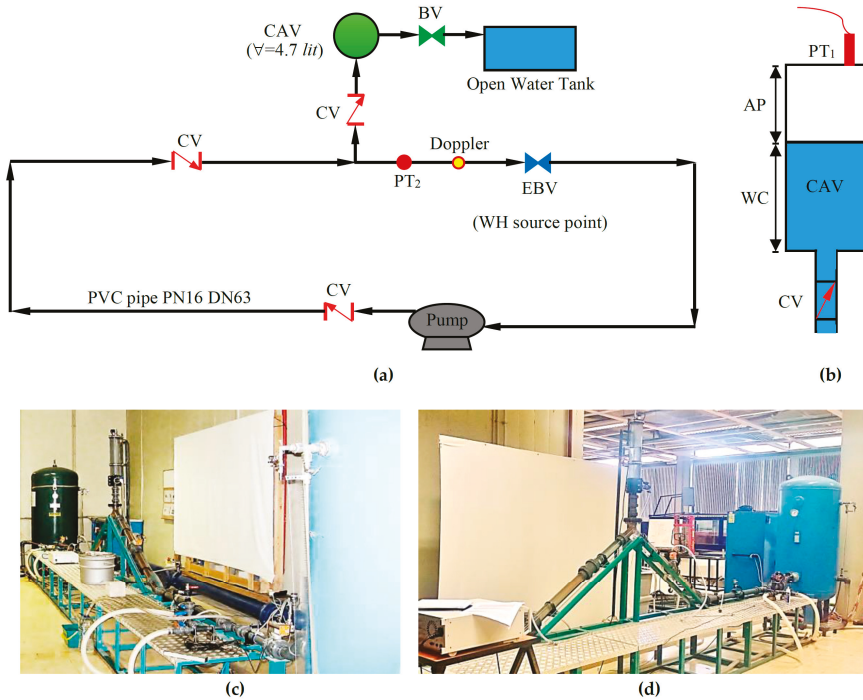 CAV
(∀=4.7 lit)
BV
Open Water Tank
CV
CV
Doppler
PT2
EBV
(WH source point)
PVC pipe PN16 DN63
CV
Pump
(a)
PT1
AP
WC
CAV
CV
(b)
(c)
(d)